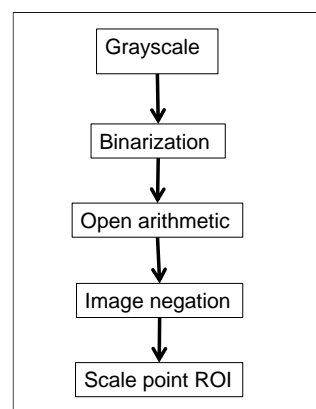 Grayscale
Binarization
Open arithmetic
Image negation
Scale point ROI